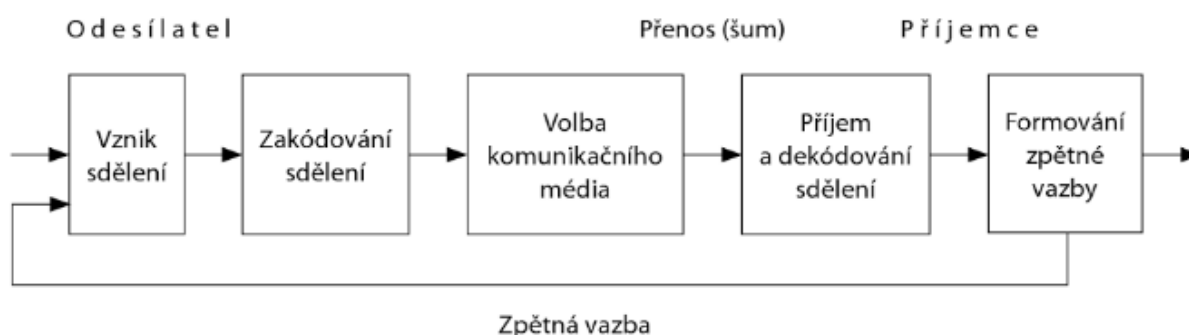 Odesílatel
Přenos (šum)
Příjemce
Vznik
sdělení
Zakódování
sdělení
Volba
komunikačního
média
Příjem
a dekódování
sdělení
Formování
zpětné
vazby
Zpětná vazba